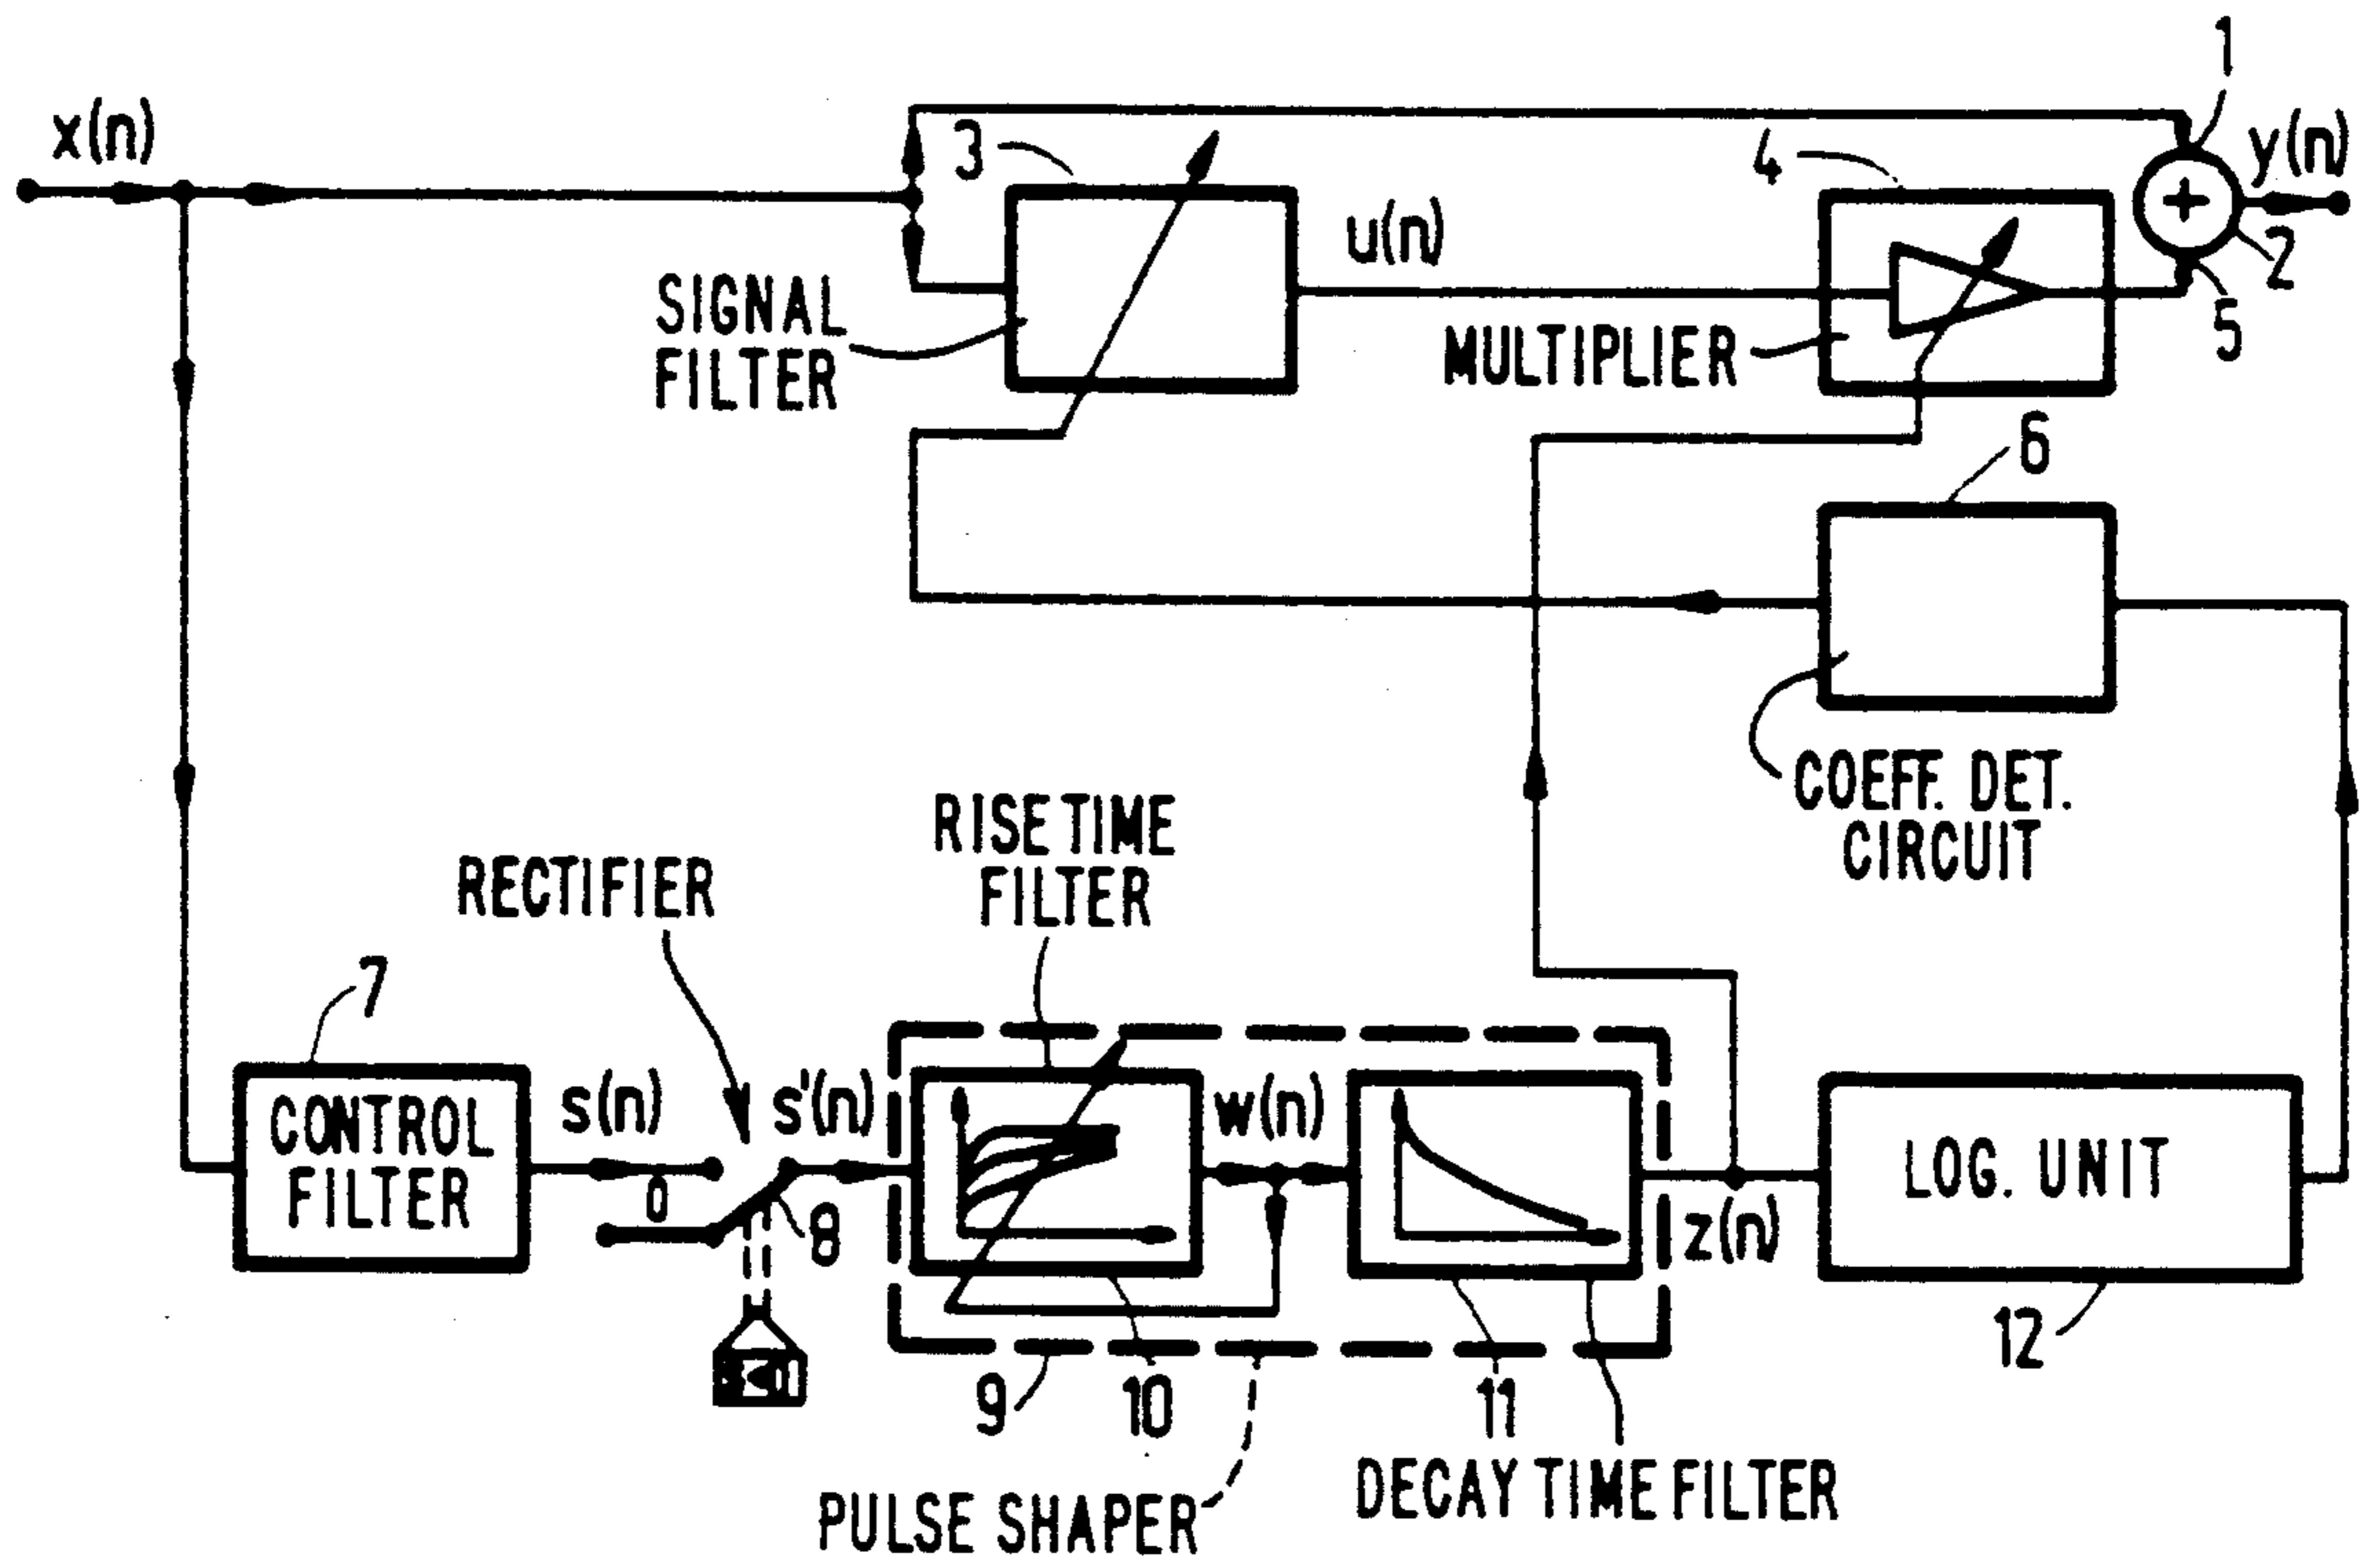 1
x(n)
3
4
y(n)
u(n)
2
SIGNAL
FILTER
MULTIPLIER
5
6
COEFF. DET.
CIRCUIT
RISE TIME
FILTER
RECTIFIER
7
CONTROL
FILTER
s(n)
s'(n)
0
8
w(n)
z(n)
LOG. UNIT
9
10
11
12
PULSE SHAPER
DECAY TIME FILTER